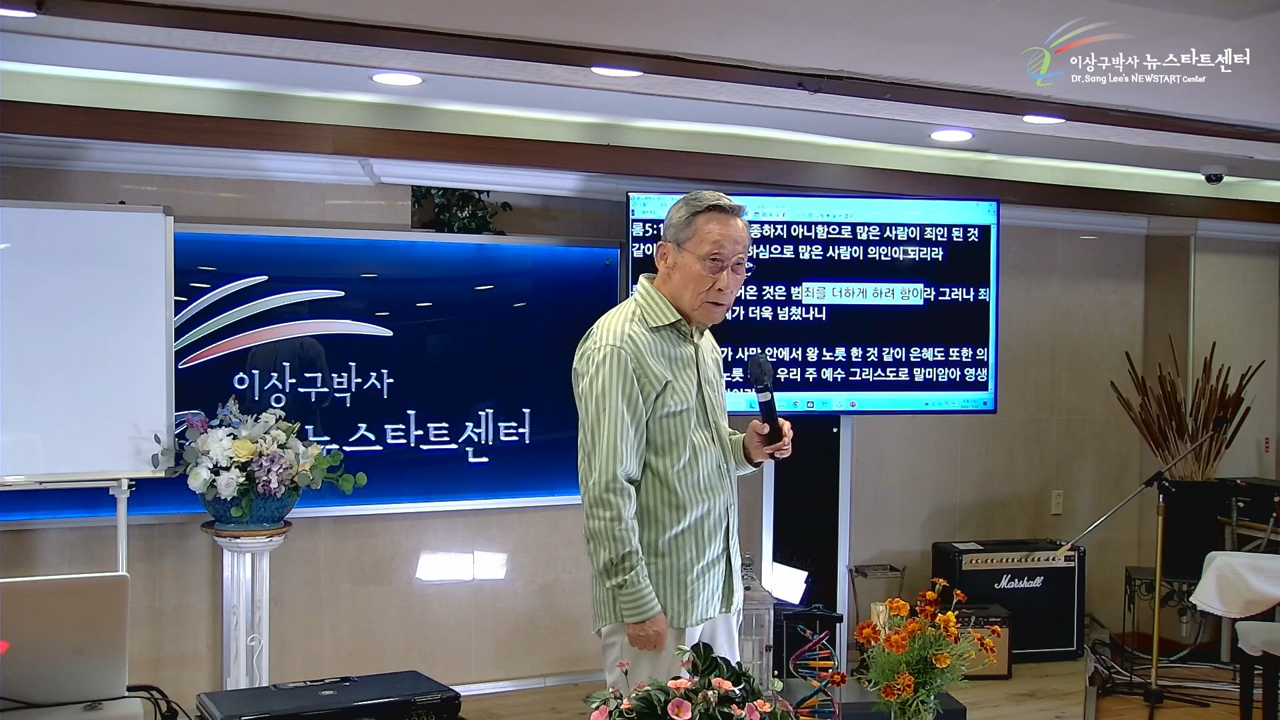 이상구박사 뉴스타트센터
Dr. Sang Lee's NEWSTART Center
롬5:1
종하지 아니함으로 많은 사람이 죄인 된 것
같이
하심으로 많은 사람이 의인이 되리라
것은 범죄를 더하게 하려 함이라 그러나 죄
더욱 넘쳤나니
사망 안에서 왕 노릇 한 것 같이 은혜도 또한 의
노릇
우리 주 예수 그리스도로 말미암아 영생
이상구박사
뉴스타트센터
Marshall